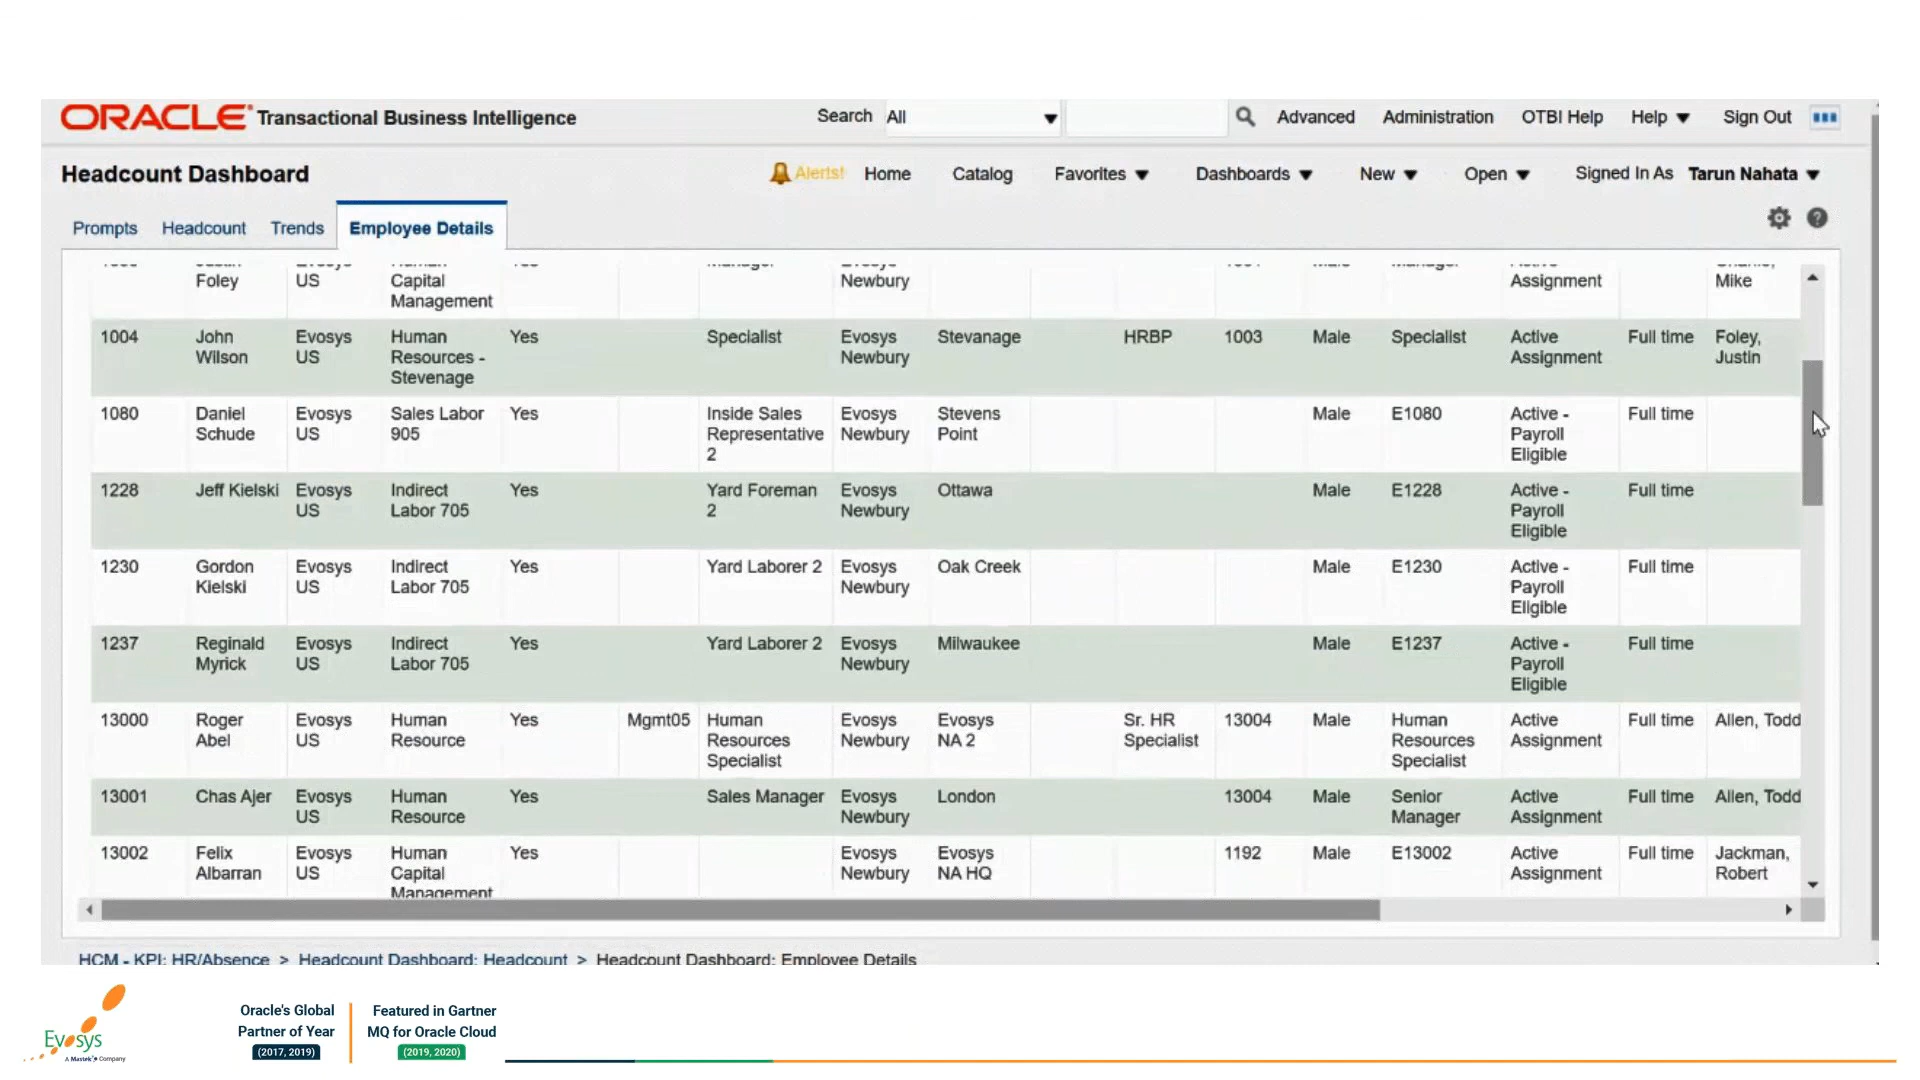 ORACLE Transactional Business Intelligence Search All Advanced Administration OTBI Help Help Sign Out
Headcount Dashboard Alerts! Home Catalog Favorites Dashboards New Open Signed In As Tarun Nahata
Prompts Headcount Trends Employee Details
Foley US Capital Newbury Assignment Mike
Management
1004 John Evosys Human Yes Specialist Evosys Stevanage HRBP 1003 Male Specialist Active Full time Foley,
Wilson US Resources - Newbury Assignment Justin
Stevenage
1080 Daniel Evosys Sales Labor Yes Inside Sales Evosys Stevens Male E1080 Active - Full time
Schude US 905 Representative Newbury Point Payroll
2 Eligible
1228 Jeff Kielski Evosys Indirect Yes Yard Foreman Evosys Ottawa Male E1228 Active - Full time
US Labor 705 2 Newbury Payroll
Eligible
1230 Gordon Evosys Indirect Yes Yard Laborer 2 Evosys Oak Creek Male E1230 Active - Full time
Kielski US Labor 705 Newbury Payroll
Eligible
1237 Reginald Evosys Indirect Yes Yard Laborer 2 Evosys Milwaukee Male E1237 Active - Full time
Myrick US Labor 705 Newbury Payroll
Eligible
13000 Roger Evosys Human Yes Mgmt05 Human Evosys Evosys Sr. HR 13004 Male Human Active Full time Allen, Todd
Abel US Resource Resources Newbury NA 2 Specialist Resources Assignment
Specialist Specialist
13001 Chas Ajer Evosys Human Yes Sales Manager Evosys London 13004 Male Senior Active Full time Allen, Todd
US Resource Newbury Manager Assignment
13002 Felix Evosys Human Yes Evosys Evosys 1192 Male E13002 Active Full time Jackman,
Albarran US Capital Newbury NA HQ Assignment Robert
Management
HCM - KPI: HR/Absence > Headcount Dashboard: Headcount > Headcount Dashboard: Employee Details
Evosys
A Mastek Company
Oracle's Global
Partner of Year
(2017, 2019)
Featured in Gartner
MQ for Oracle Cloud
(2019, 2020)